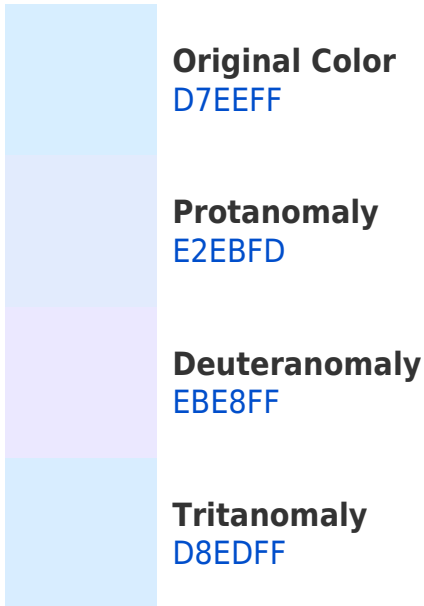 Original Color
D7EEFF
Protanomaly
E2EBFD
Deuteranomaly
EBE8FF
Tritanomaly
D8EDFF